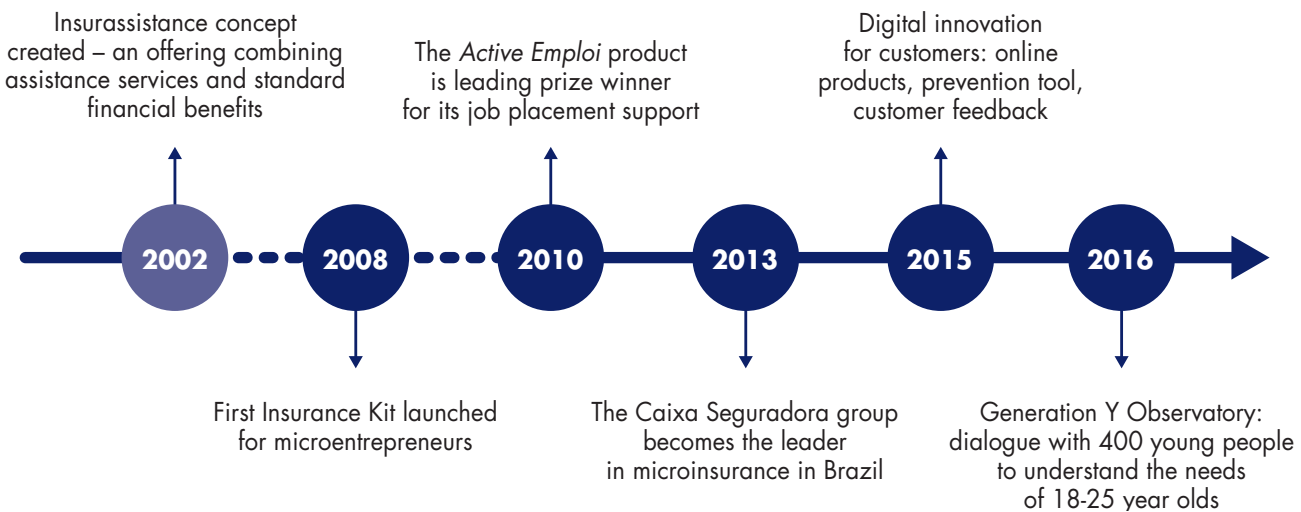 Insurassistance concept
created – an offering combining
assistance services and standard
financial benefits
The Active Emploi product
is leading prize winner
for its job placement support
Digital innovation
for customers: online
products, prevention tool,
customer feedback
2002
2008
2010
2013
2015
2016
First Insurance Kit launched
for microentrepreneurs
The Caixa Seguradora group
becomes the leader
in microinsurance in Brazil
Generation Y Observatory:
dialogue with 400 young people
to understand the needs
of 18-25 year olds